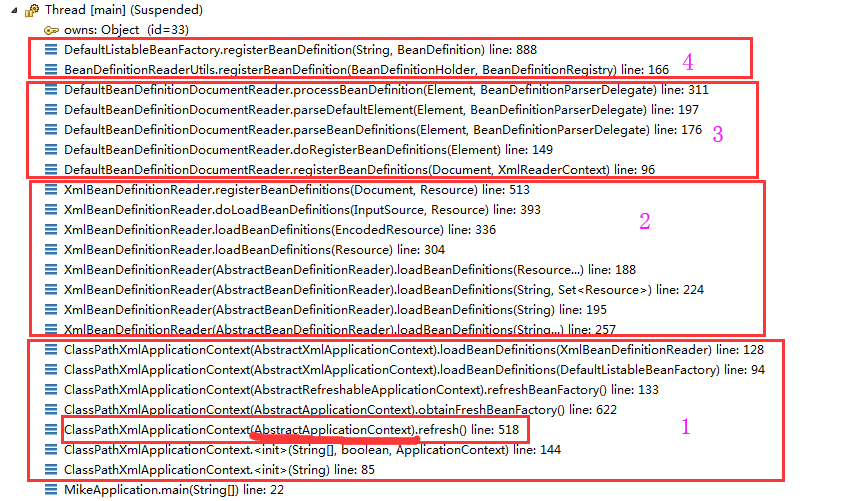 Thread [main] (Suspended)
owns: Object (id=33)
DefaultListableBeanFactory.registerBeanDefinition(String, BeanDefinition) line: 888
BeanDefinitionReaderUtils.registerBeanDefinition(BeanDefinitionHolder, BeanDefinitionRegistry) line: 166
4
DefaultBeanDefinitionDocumentReader.processBeanDefinition(Element, BeanDefinitionParserDelegate) line: 311
DefaultBeanDefinitionDocumentReader.parseDefaultElement(Element, BeanDefinitionParserDelegate) line: 197
DefaultBeanDefinitionDocumentReader.parseBeanDefinitions(Element, BeanDefinitionParserDelegate) line: 176
3
DefaultBeanDefinitionDocumentReader.doRegisterBeanDefinitions(Element) line: 149
DefaultBeanDefinitionDocumentReader.registerBeanDefinitions(Document, XmlReaderContext) line: 96
XmlBeanDefinitionReader.registerBeanDefinitions(Document, Resource) line: 513
XmlBeanDefinitionReader.doLoadBeanDefinitions(InputSource, Resource) line: 393
2
XmlBeanDefinitionReader.loadBeanDefinitions(EncodedResource) line: 336
XmlBeanDefinitionReader.loadBeanDefinitions(Resource) line: 304
XmlBeanDefinitionReader(AbstractBeanDefinitionReader).loadBeanDefinitions(Resource...) line: 188
XmlBeanDefinitionReader(AbstractBeanDefinitionReader).loadBeanDefinitions(String, Set<Resource>) line: 224
XmlBeanDefinitionReader(AbstractBeanDefinitionReader).loadBeanDefinitions(String) line: 195
XmlBeanDefinitionReader(AbstractBeanDefinitionReader).loadBeanDefinitions(String...) line: 257
ClassPathXmlApplicationContext(AbstractXmlApplicationContext).loadBeanDefinitions(XmlBeanDefinitionReader) line: 128
ClassPathXmlApplicationContext(AbstractXmlApplicationContext).loadBeanDefinitions(DefaultListableBeanFactory) line: 94
ClassPathXmlApplicationContext(AbstractRefreshableApplicationContext).refreshBeanFactory() line: 133
ClassPathXmlApplicationContext(AbstractApplicationContext).obtainFreshBeanFactory() line: 622
ClassPathXmlApplicationContext(AbstractApplicationContext).refresh() line: 518
1
ClassPathXmlApplicationContext.<init>(String[], boolean, ApplicationContext) line: 144
ClassPathXmlApplicationContext.<init>(String) line: 85
MikeApplication.main(String[]) line: 22